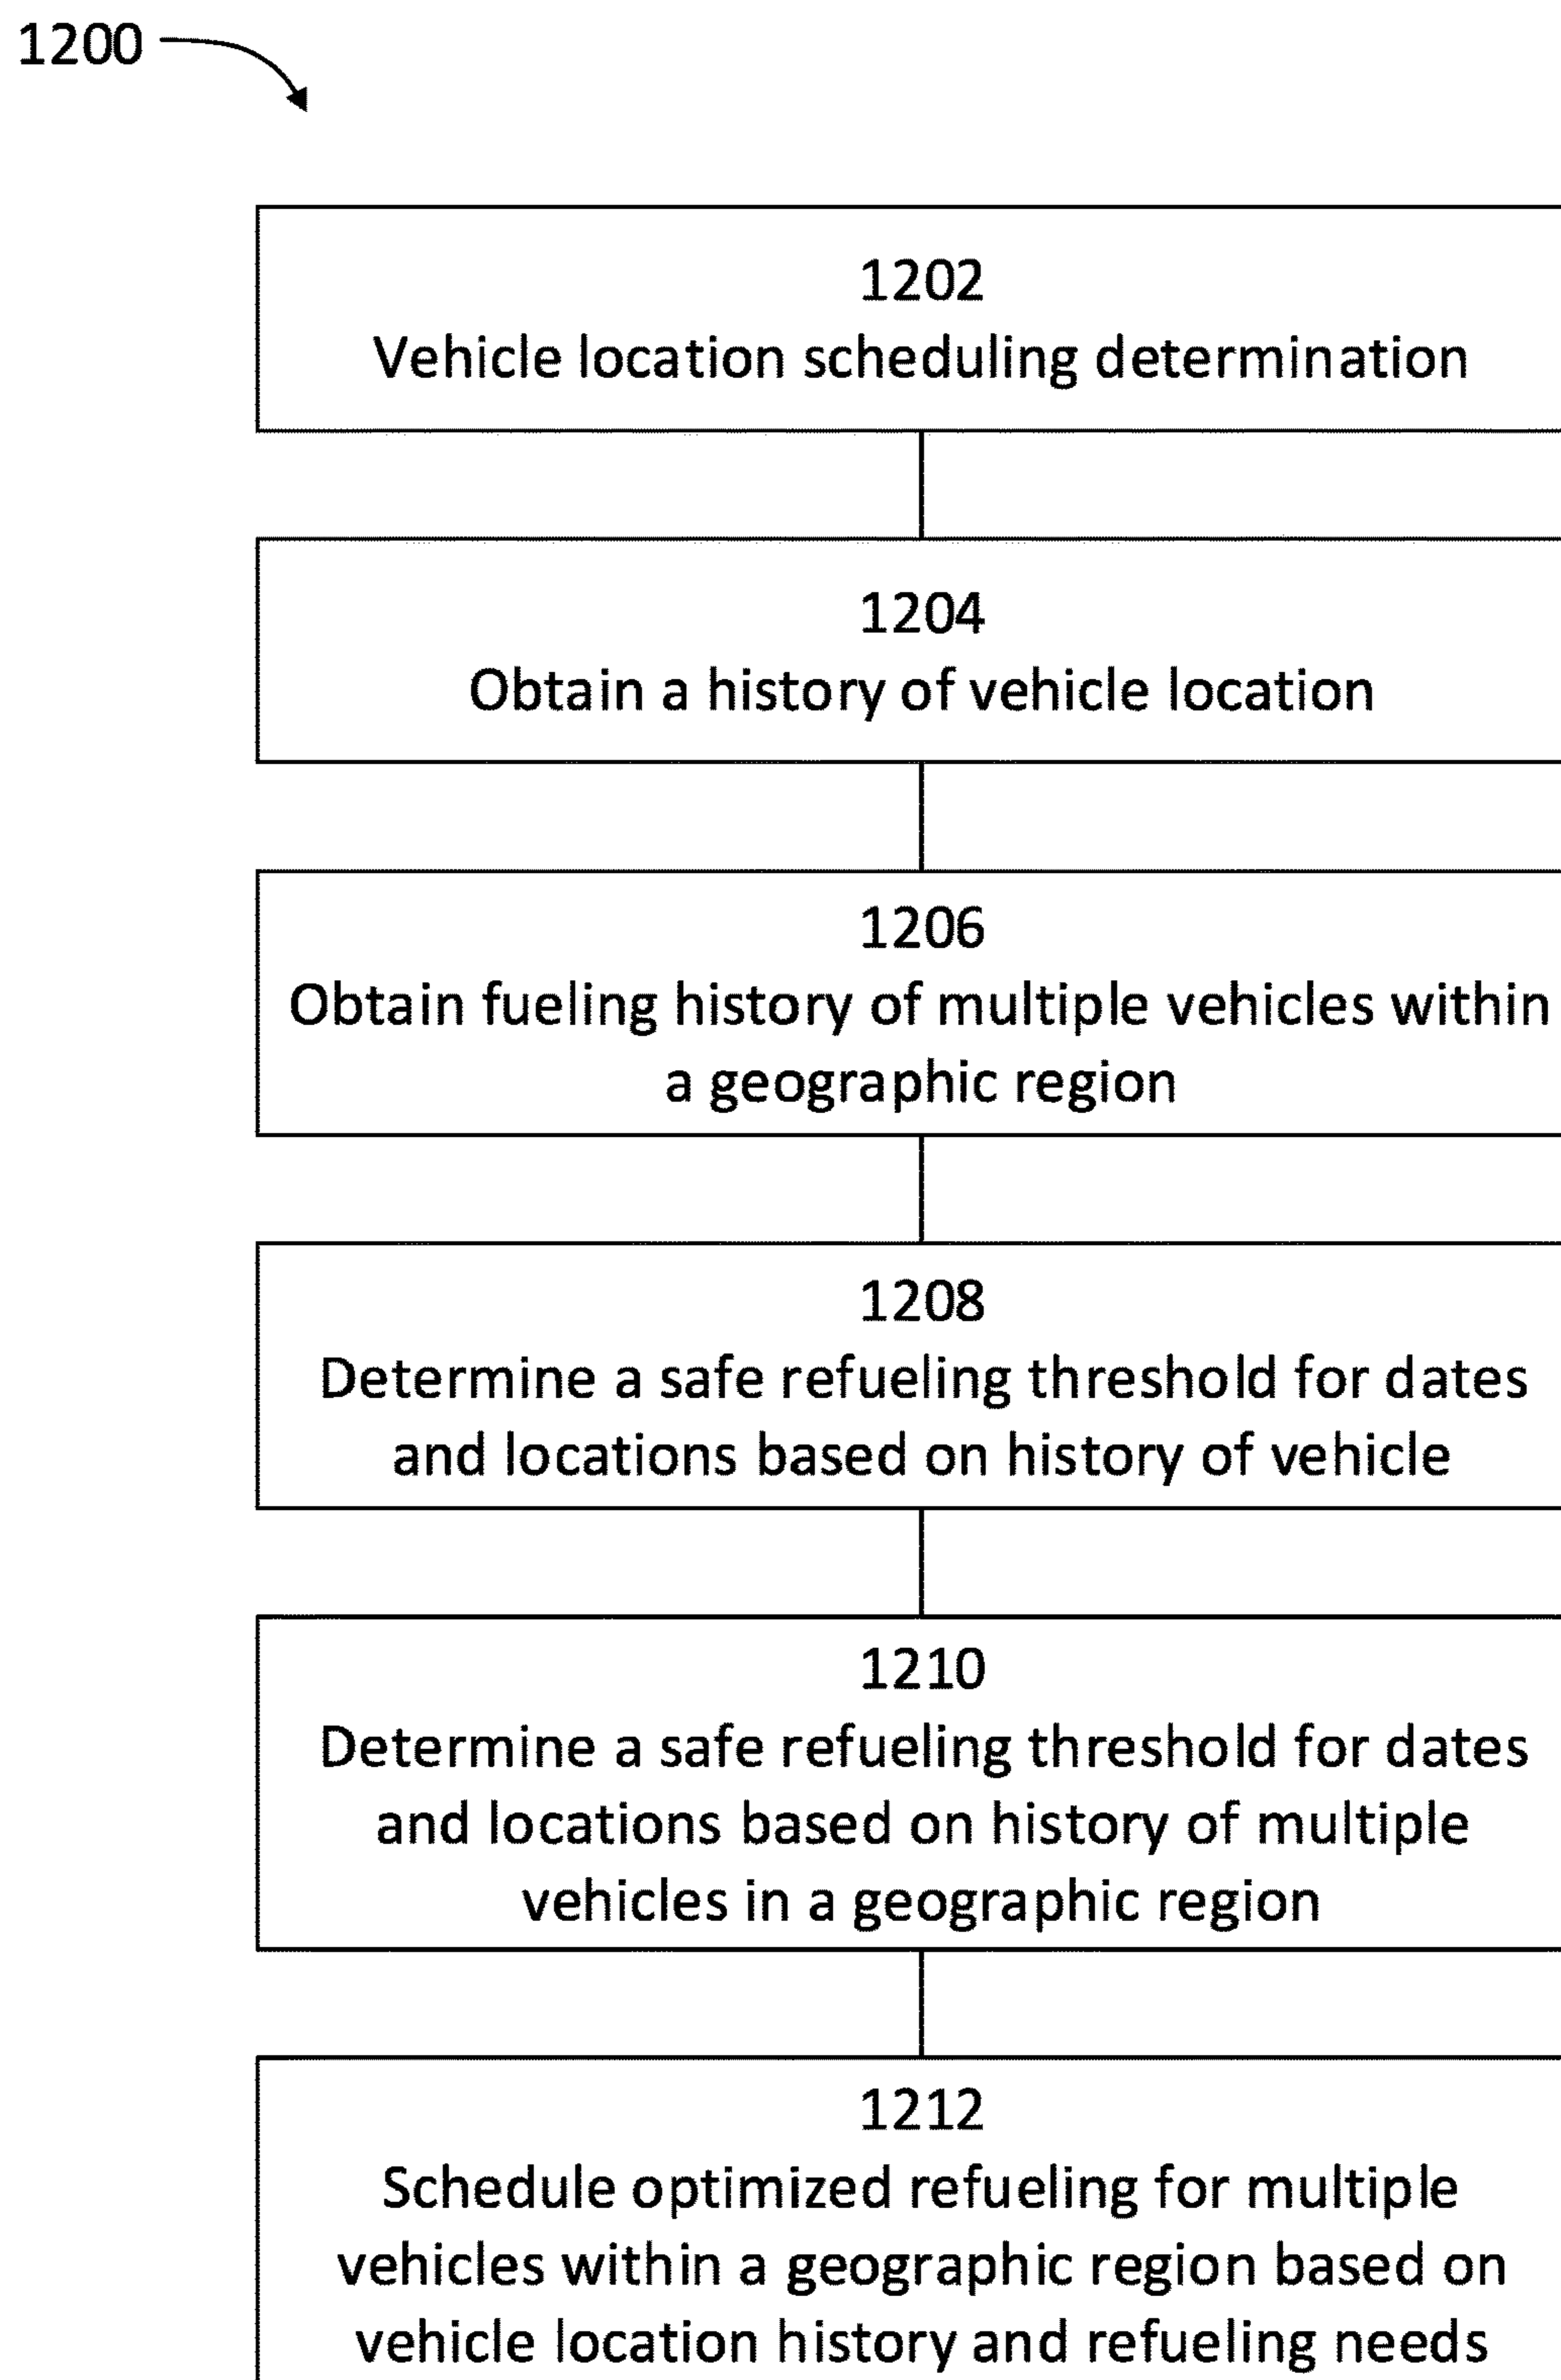 1200
1202
Vehicle location scheduling determination
1204
Obtain a history of vehicle location
1206
Obtain fueling history of multiple vehicles within
a geographic region
1208
Determine a safe refueling threshold for dates
and locations based on history of vehicle
1210
Determine a safe refueling threshold for dates
and locations based on history of multiple
vehicles in a geographic region
1212
Schedule optimized refueling for multiple
vehicles within a geographic region based on
vehicle location history and refueling needs